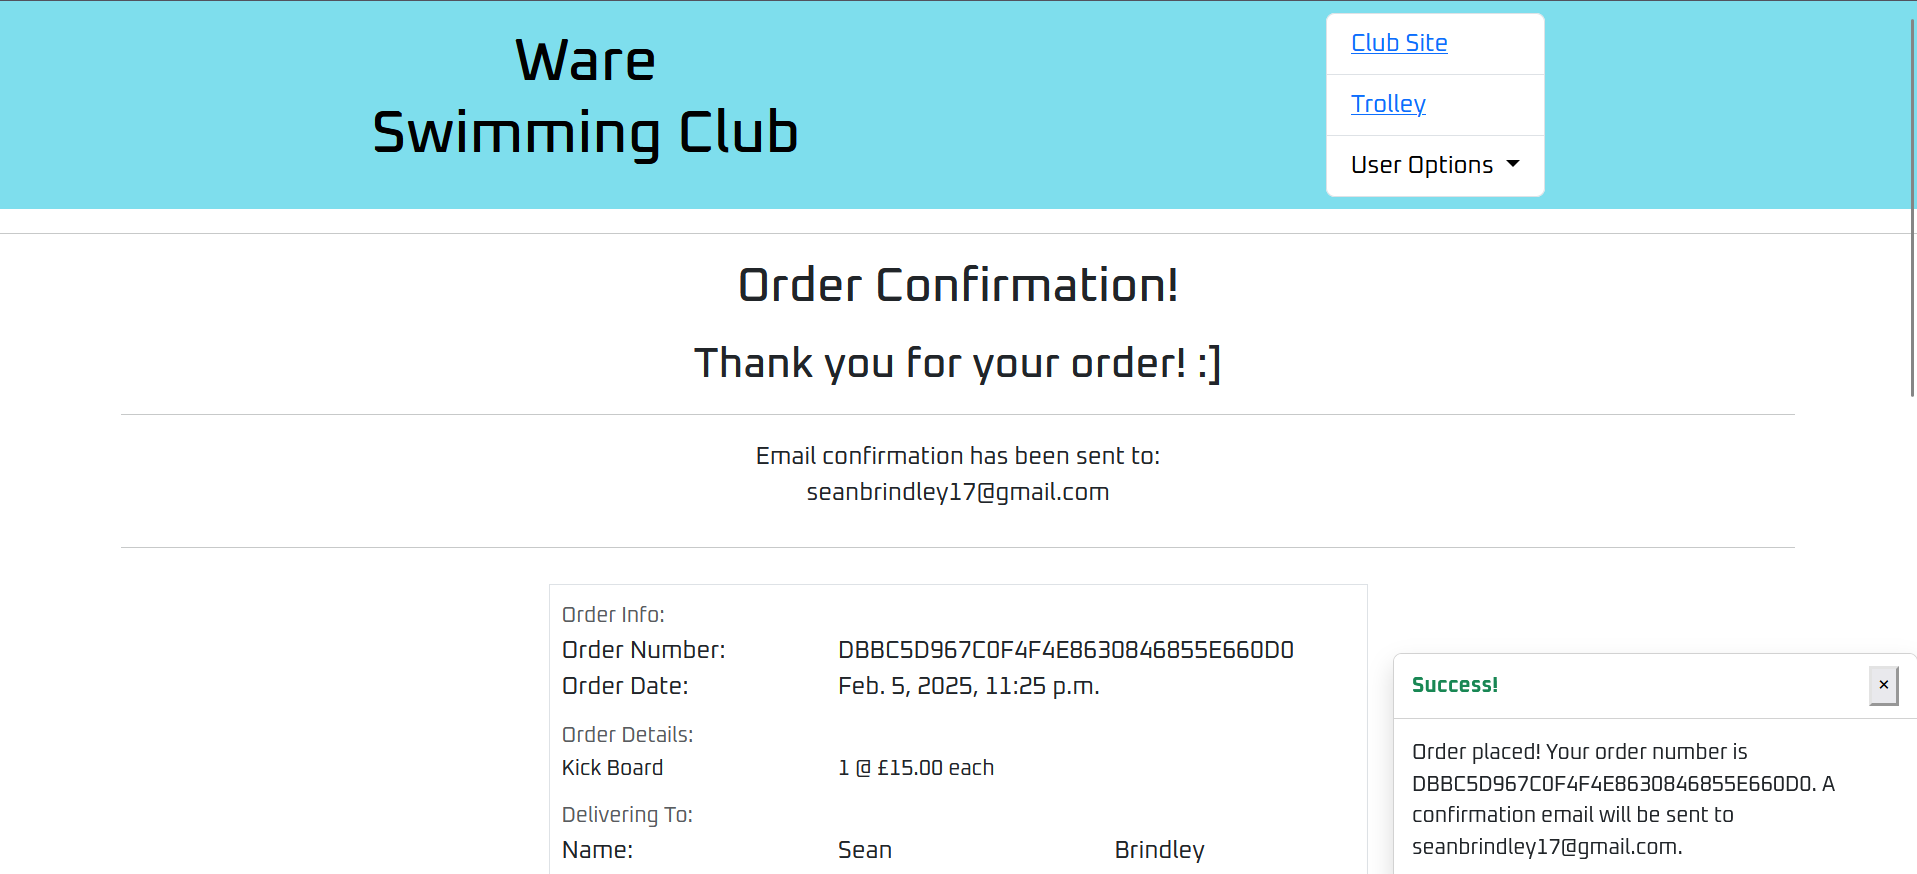 Ware
Swimming Club
Club Site
Trolley
User Options
Order Confirmation!
Thank you for your order! :]
Email confirmation has been sent to:
seanbrindley17@gmail.com
Order Info:
Order Number: DBBC5D967C0F4F4E8630846855E660D0
Order Date: Feb. 5, 2025, 11:25 p.m.
Order Details:
Kick Board 1 @ £15.00 each
Delivering To:
Name: Sean Brindley
Success!
×
Order placed! Your order number is
DBBC5D967C0F4F4E8630846855E660D0. A
confirmation email will be sent to
seanbrindley17@gmail.com.